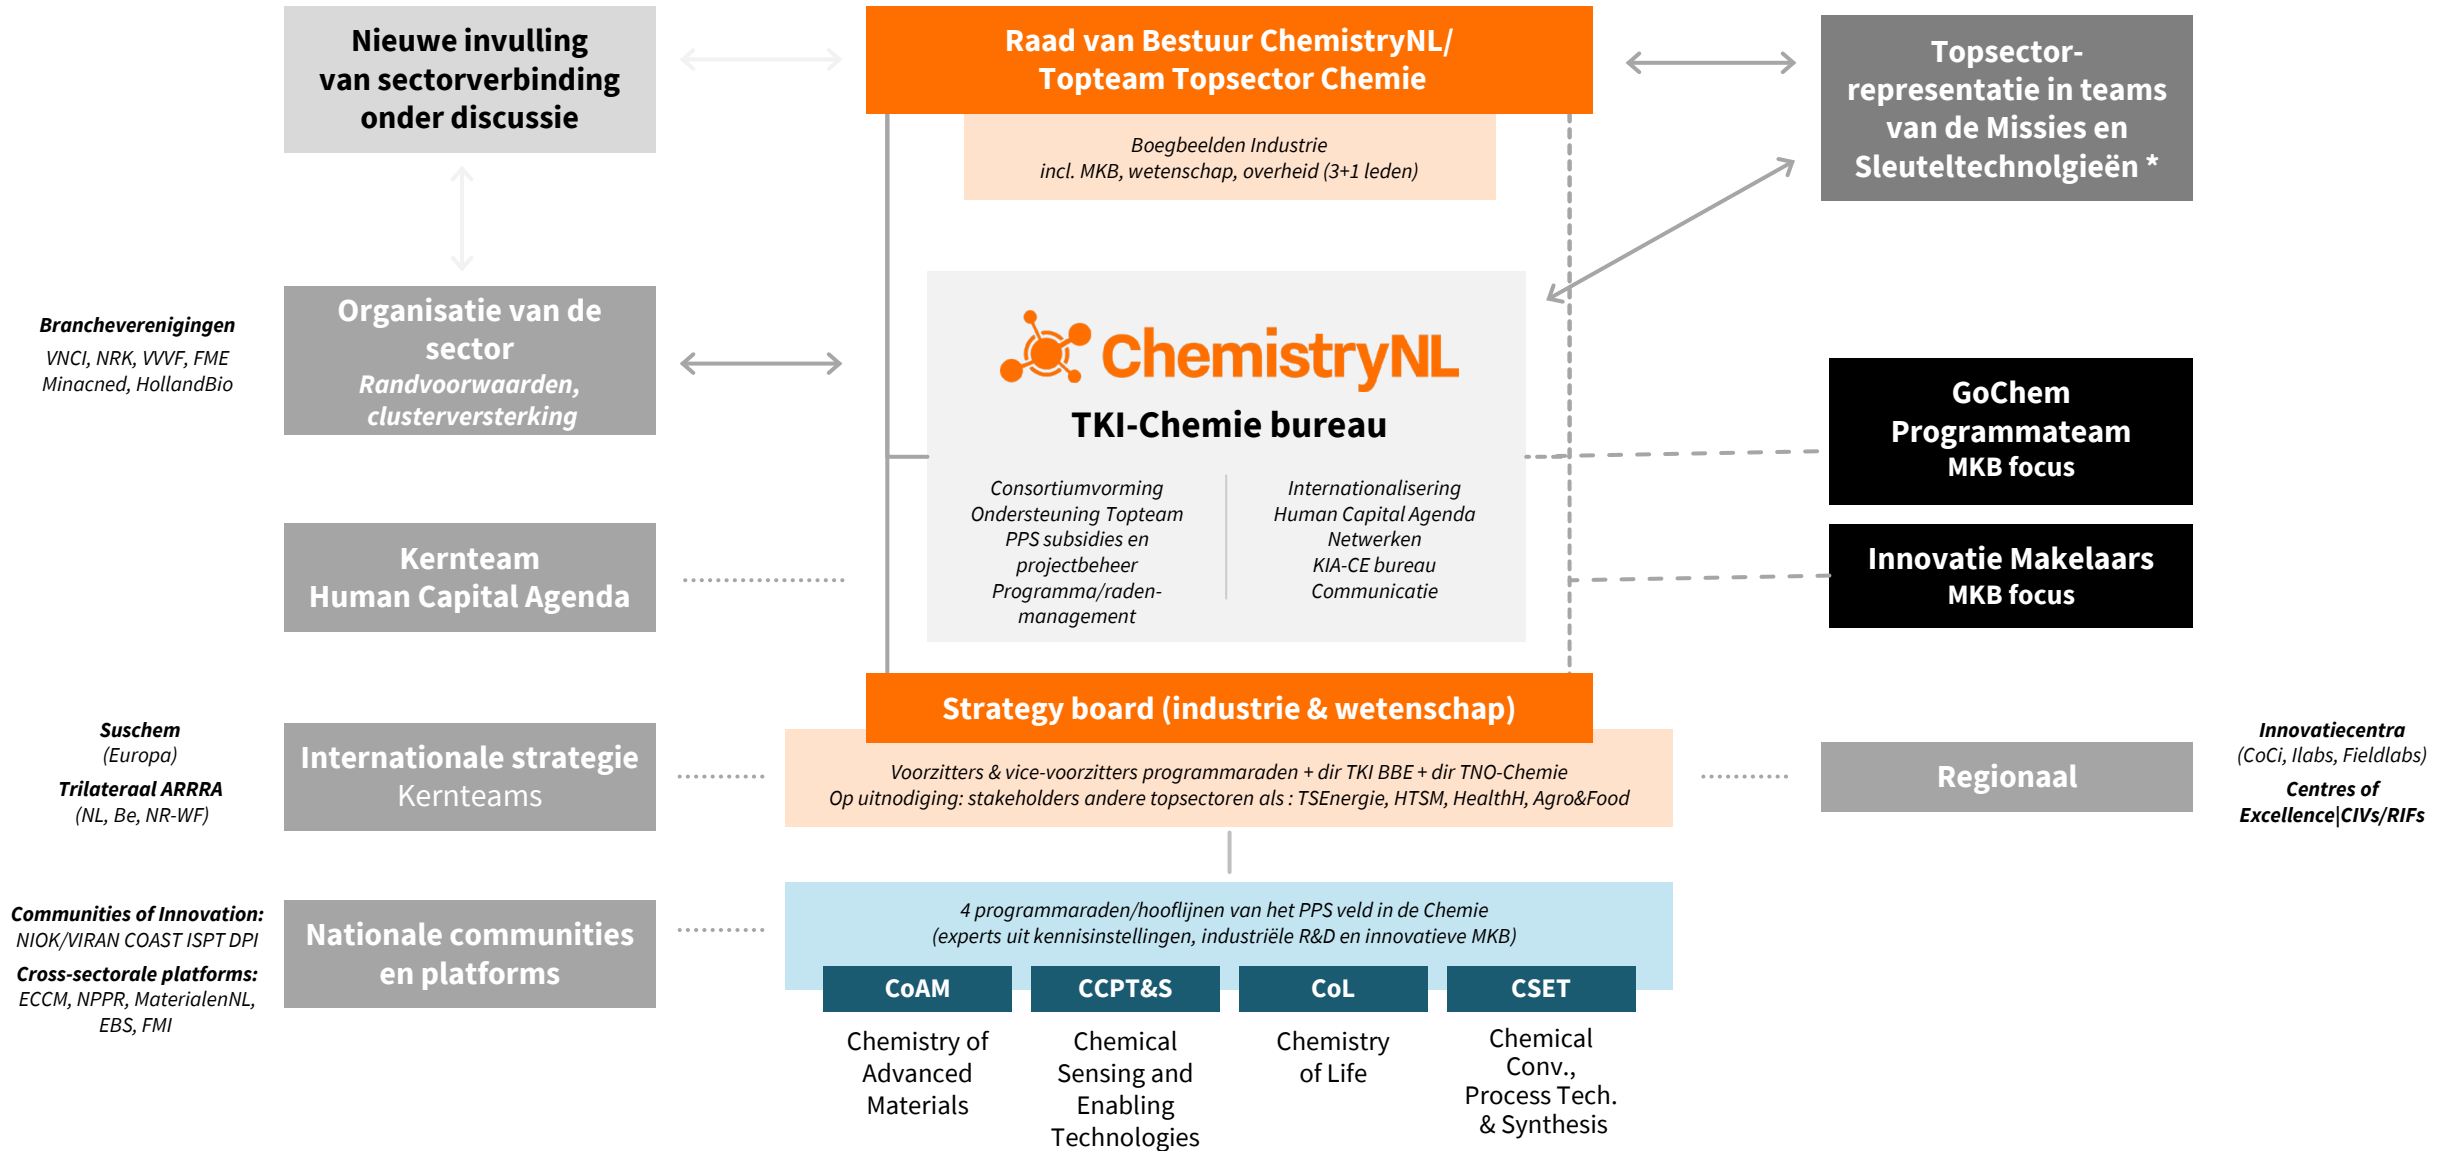 Nieuwe invulling
van sectorverbinding
onder discussie
Raad van Bestuur ChemistryNL/
Topteam Topsector Chemie
Boegbeelden Industrie
incl. MKB, wetenschap, overheid (3+1 leden)
Topsector-
representatie in teams
van de Missies en
Sleuteltechnolgieën *
Brancheverenigingen
VNCI, NRK, VVVF, FME
Minacned, HollandBio
Organisatie van de
sector
Randvoorwaarden,
clusterversterking
ChemistryNL
TKI-Chemie bureau
Consortiumvorming
Ondersteuning Topteam
PPS subsidies en
projectbeheer
Programma/raden-
management
Internationalisering
Human Capital Agenda
Netwerken
KIA-CE bureau
Communicatie
GoChem
Programmateam
MKB focus
Kernteam
Human Capital Agenda
Innovatie Makelaars
MKB focus
Strategy board (industrie & wetenschap)
Voorzitters & vice-voorzitters programmaraden + dir TKI BBE + dir TNO-Chemie
Op uitnodiging: stakeholders andere topsectoren als : TSEnergie, HTSM, HealthH, Agro&Food
Suschem
(Europa)
Trilateraal ARRRA
(NL, Be, NR-WF)
Internationale strategie
Kernteams
Regionaal
Innovatiecentra
(CoCi, Ilabs, Fieldlabs)
Centres of
Excellence|CIVs/RIFs
Communities of Innovation:
NIOK/VIRAN COAST ISPT DPI
Cross-sectorale platforms:
ECCM, NPPR, MaterialenNL,
EBS, FMI
Nationale communities
en platforms
4 programmaraden/hooflijnen van het PPS veld in de Chemie
(experts uit kennisinstellingen, industriële R&D en innovatieve MKB)
CoAM
Chemistry of
Advanced
Materials
CCPT&S
Chemical
Sensing and
Enabling
Technologies
CoL
Chemistry
of Life
CSET
Chemical
Conv.,
Process Tech.
& Synthesis